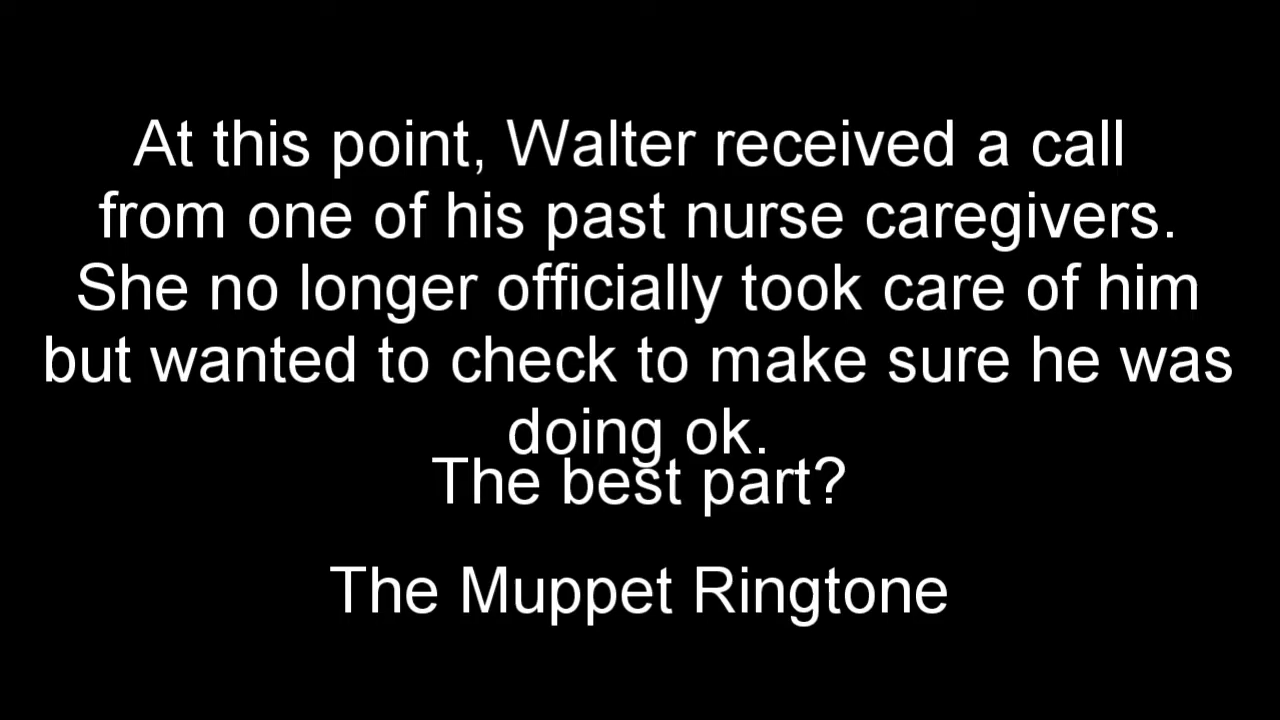 At this point, Walter received a call
from one of his past nurse caregivers.
She no longer officially took care of him
but wanted to check to make sure he was
doing ok.
The best part?
The Muppet Ringtone